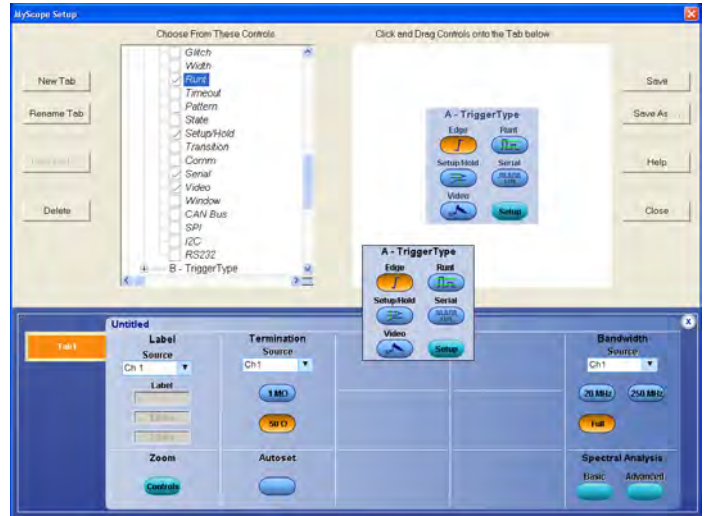 MyScope Setup
Choose From These Controls
Click and Drag Controls onto the Tab below
New Tab
Rename Tab
Delete
Glitch
Width
Runt
Timeout
Pattern
State
Setup/Hold
Transition
Comm
Serial
Video
Window
CAN Bus
SPI
I2C
RS232
B - TriggerType
A - TriggerType
Edge Runt
Setup/Hold Serial
Video
Setup
Save
Save As
Help
Close
A - TriggerType
Edge Runt
Setup/Hold Serial
Video
Setup
Tab1
Untitled
Label
Source
Ch 1
Label
Termination
Source
Ch1
1 MΩ
50 Ω
Bandwidth
Source
Ch1
20 MHz 250 MHz
Full
Zoom
Controls
Autoset
Spectral Analysis
Basic Advanced